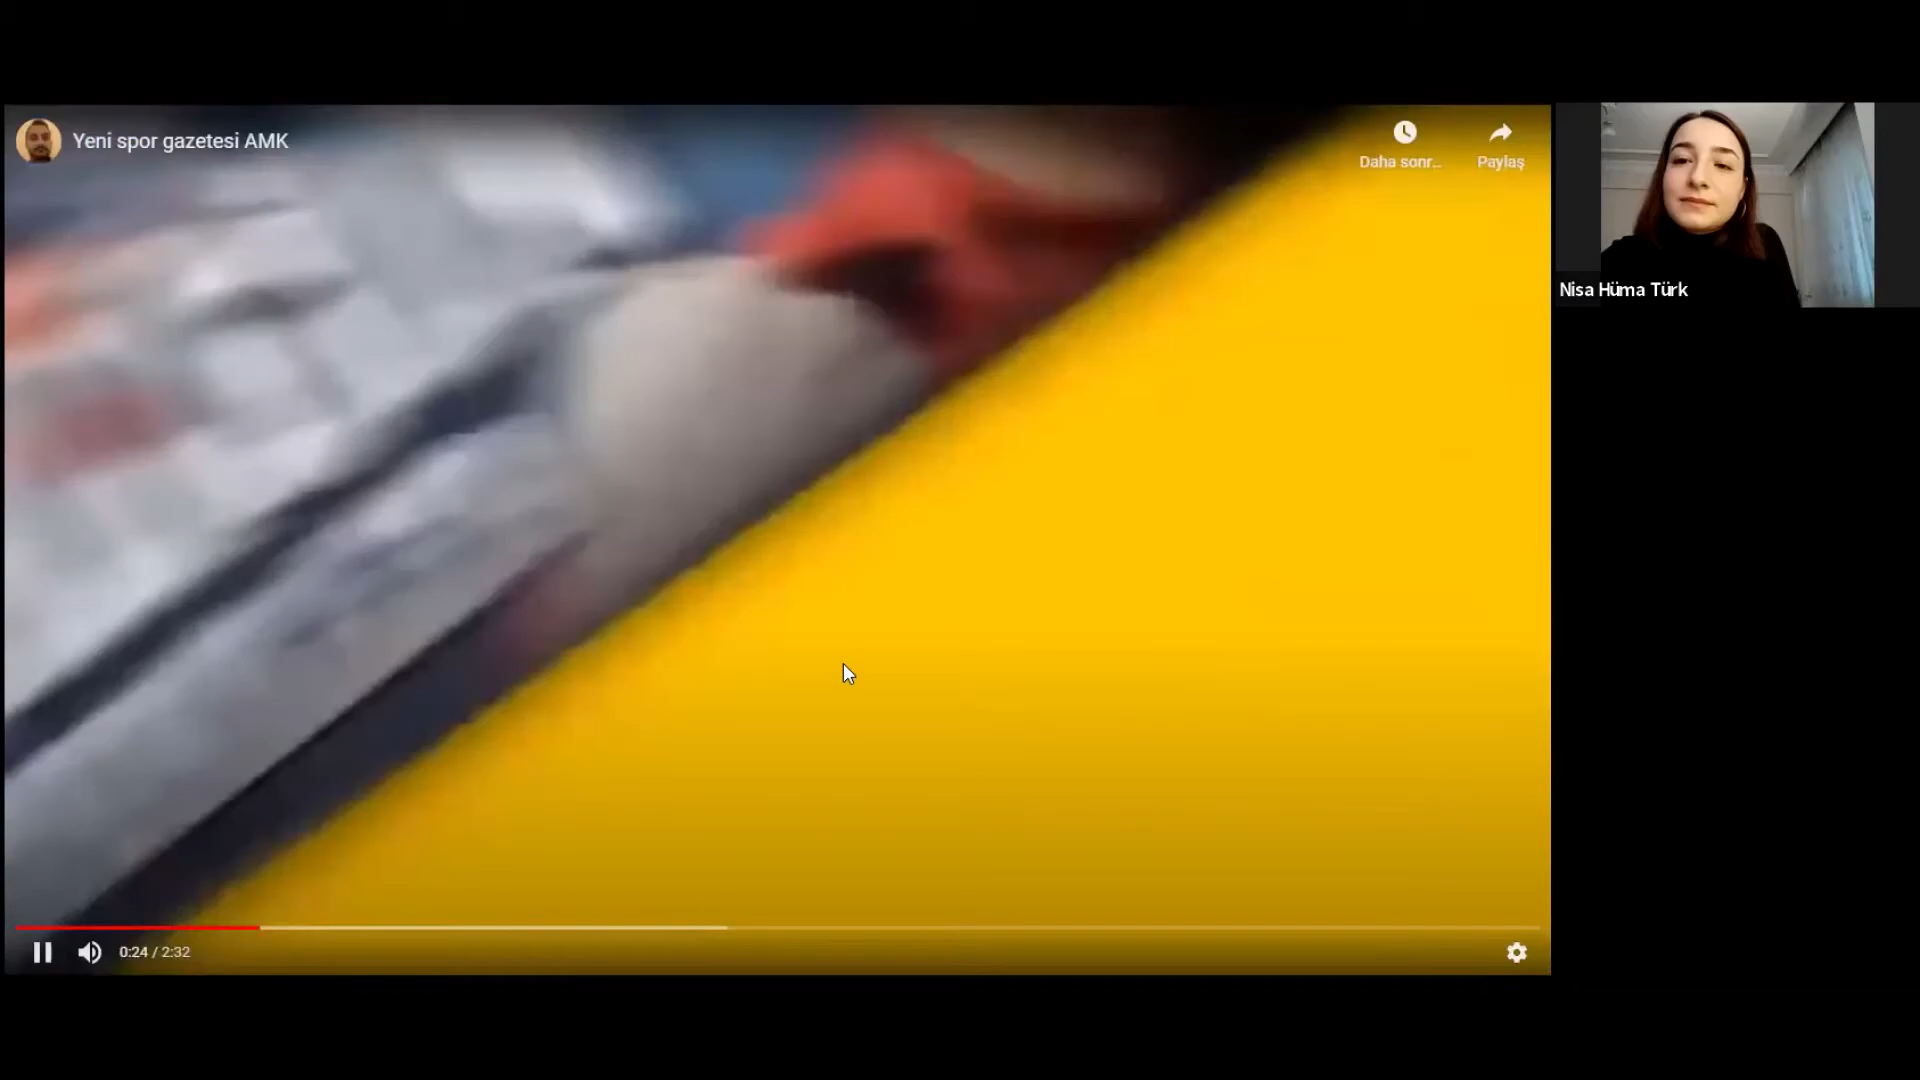 Yeni spor gazetesi AMK
Daha sonr...
Paylaş
Nisa Hüma Türk
0:24 / 2:32